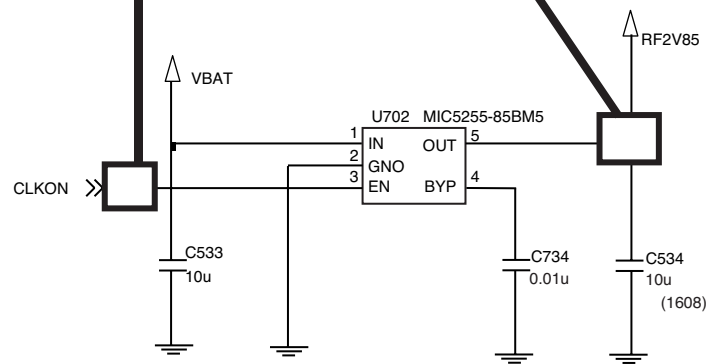 RF2V85
VBAT
U702 MIC5255-85BM5
1 IN OUT 5
2 GNO
3 EN BYP 4
CLKON
C533
10u
C734
0.01u
C534
10u
(1608)